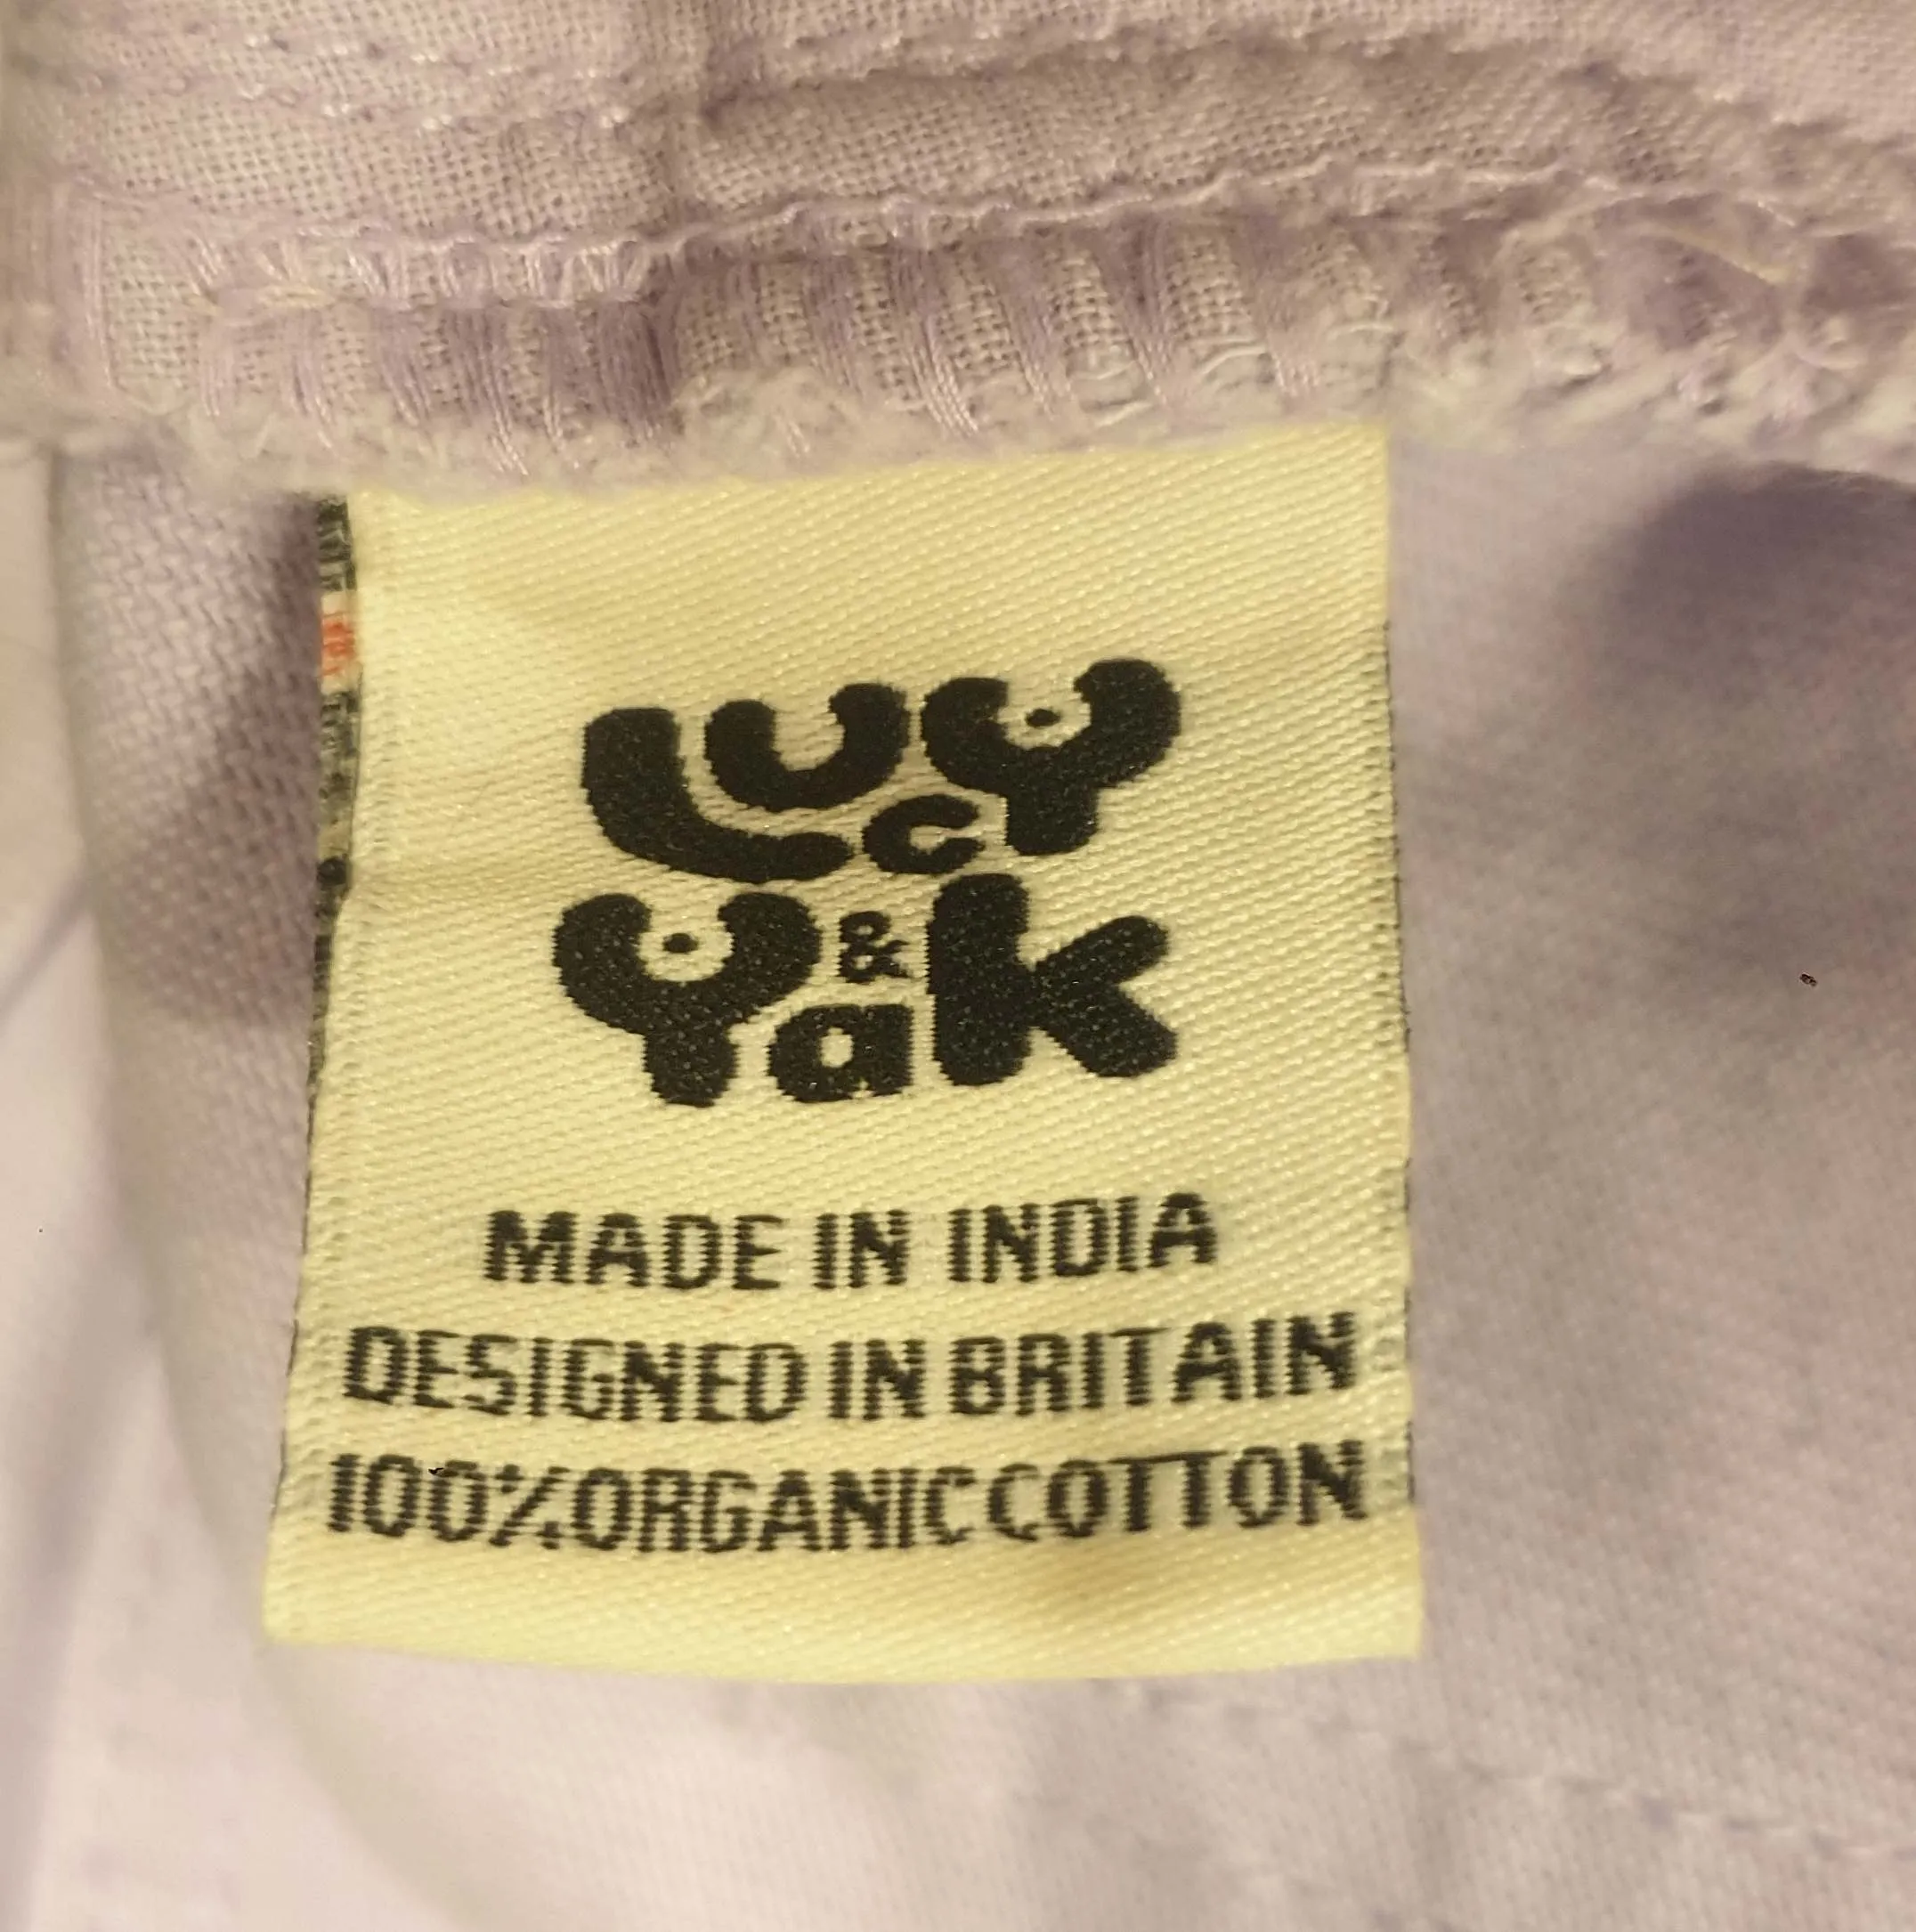 Lucy
& Yak
MADE IN INDIA
DESIGNED IN BRITAIN
100% ORGANIC COTTON